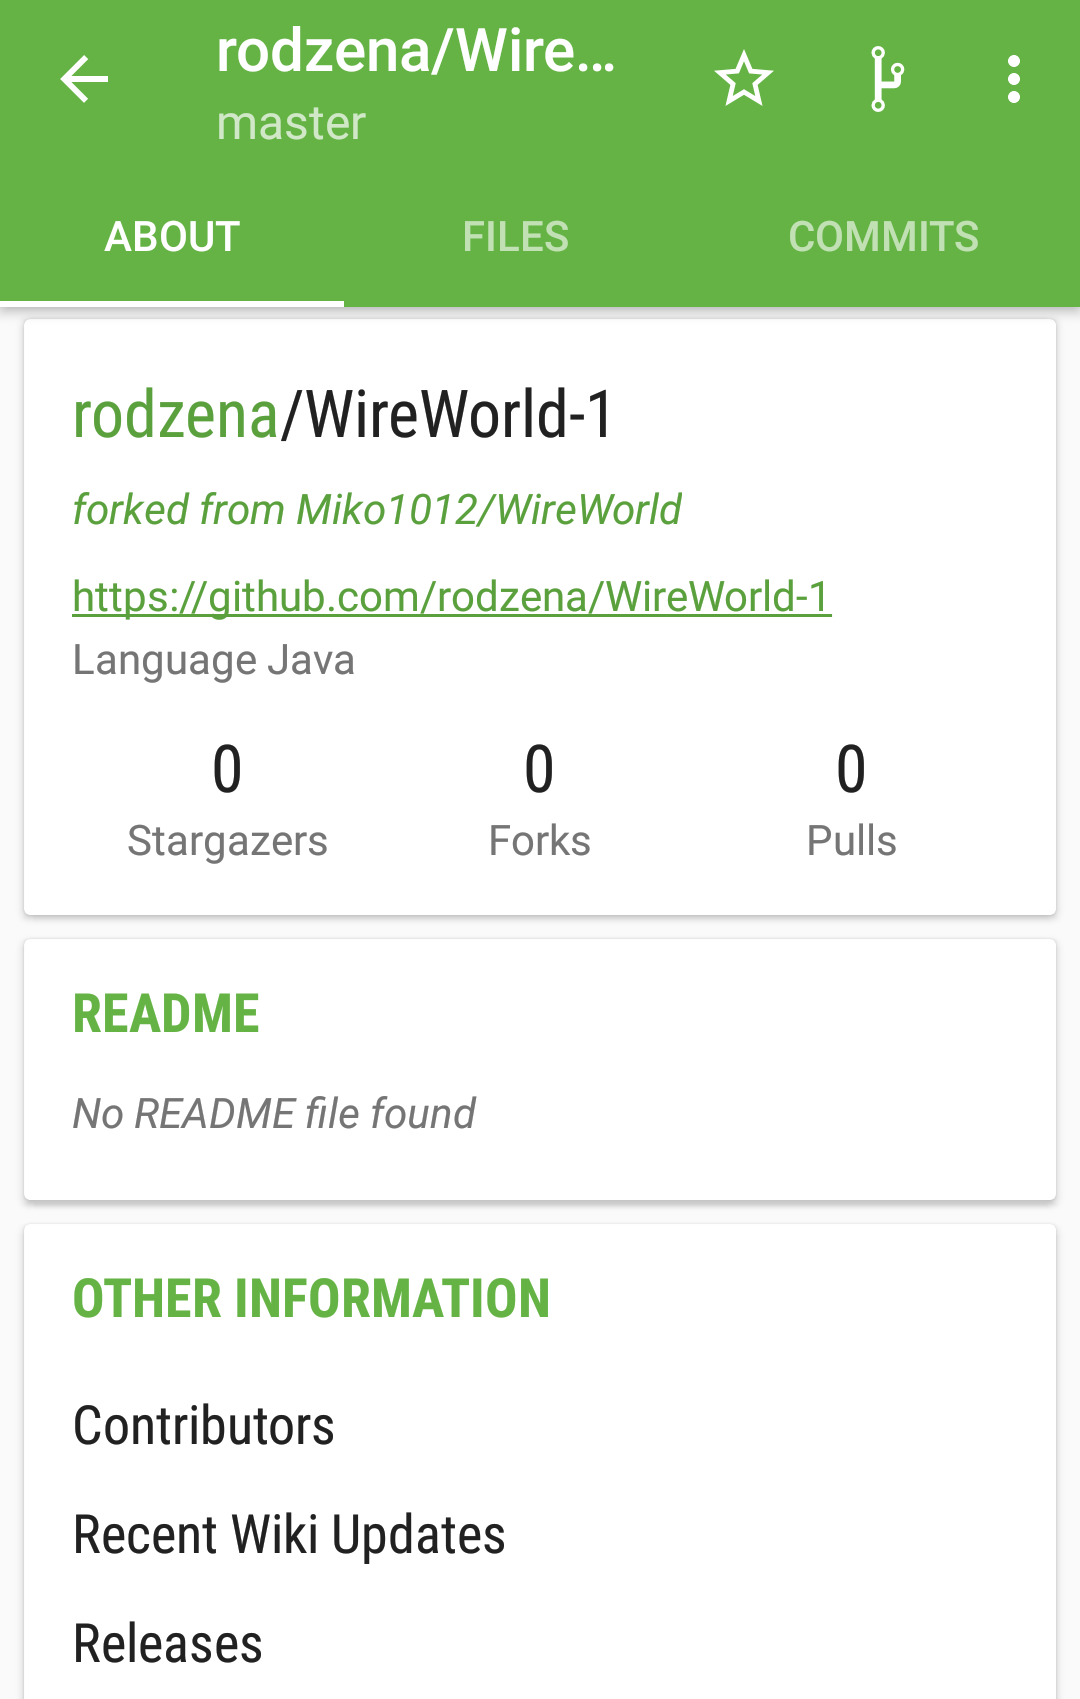 rodzena/Wire...
master
ABOUT FILES COMMITS
rodzena/WireWorld-1
forked from Miko1012/WireWorld
https://github.com/rodzena/WireWorld-1
Language Java
0 0 0
Stargazers Forks Pulls
README
No README file found
OTHER INFORMATION
Contributors
Recent Wiki Updates
Releases